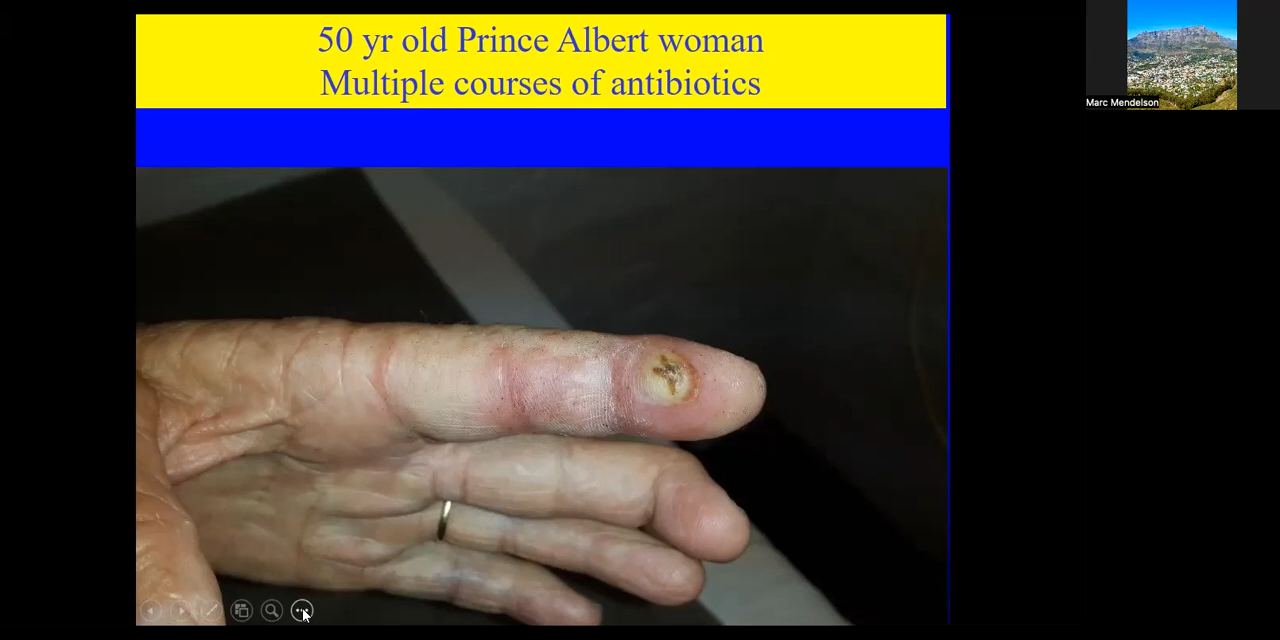 50 yr old Prince Albert woman
Multiple courses of antibiotics
Marc Mendelson